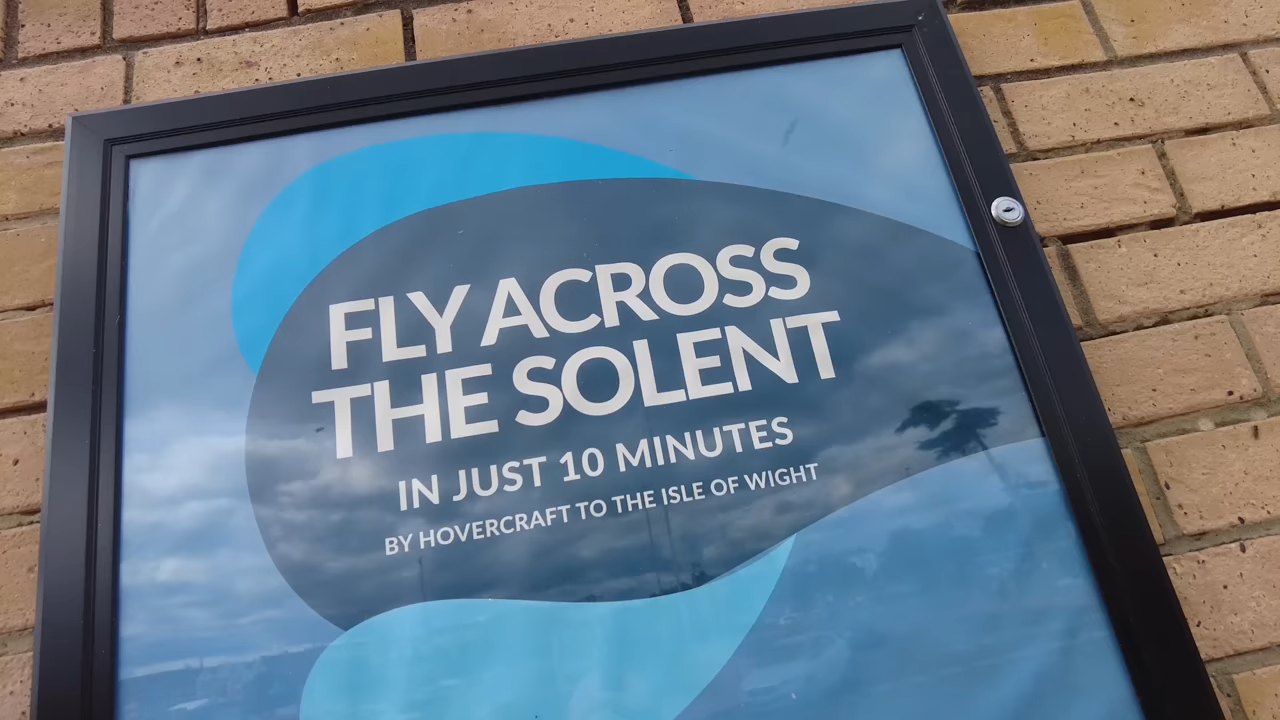 FLY ACROSS
THE SOLENT
IN JUST 10 MINUTES
BY HOVERCRAFT TO THE ISLE OF WIGHT